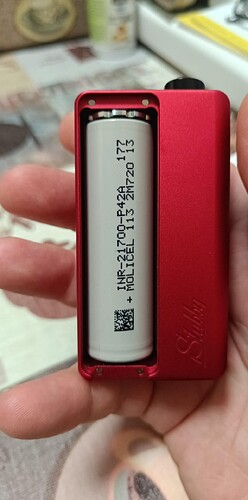 INR-21700-P42A 177
+ MOLICEL 113 2M720 13
Stubby